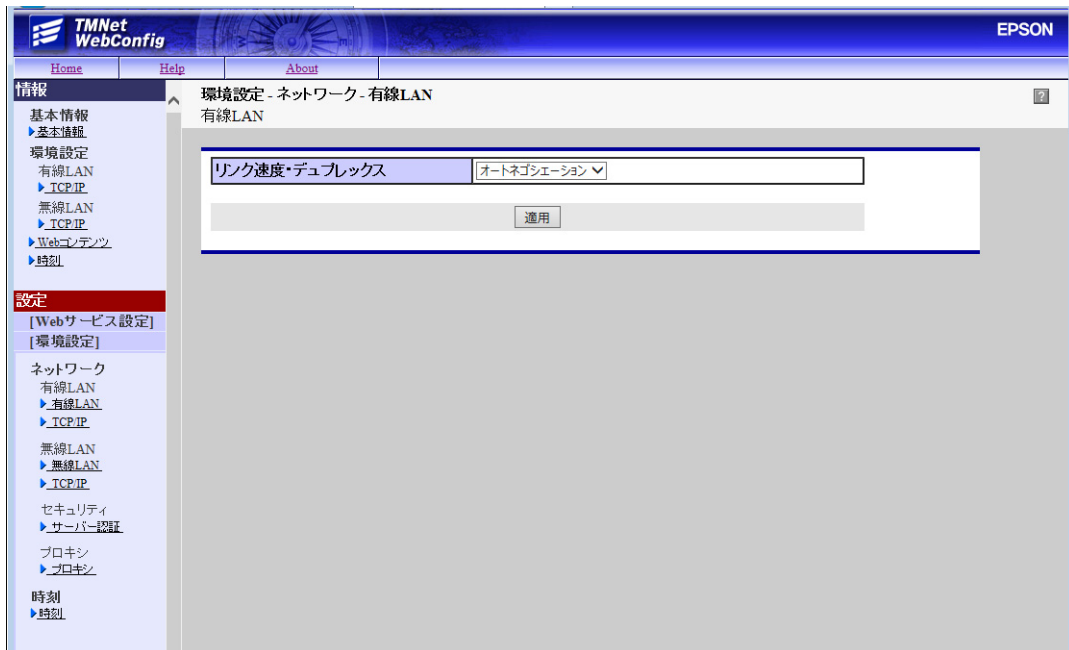 TMNet
WebConfig
EPSON
Home Help About
情報
基本情報
基本情報
環境設定
有線LAN
TCP/IP
無線LAN
TCP/IP
Webコンテンツ
時刻
設定
[Webサービス設定]
[環境設定]
ネットワーク
有線LAN
有線LAN
TCP/IP
無線LAN
無線LAN
TCP/IP
セキュリティ
サーバー認証
プロキシ
プロキシ
時刻
時刻
環境設定 - ネットワーク - 有線LAN
?
有線LAN
リンク速度・デュプレックス オートネゴシエーション
適用